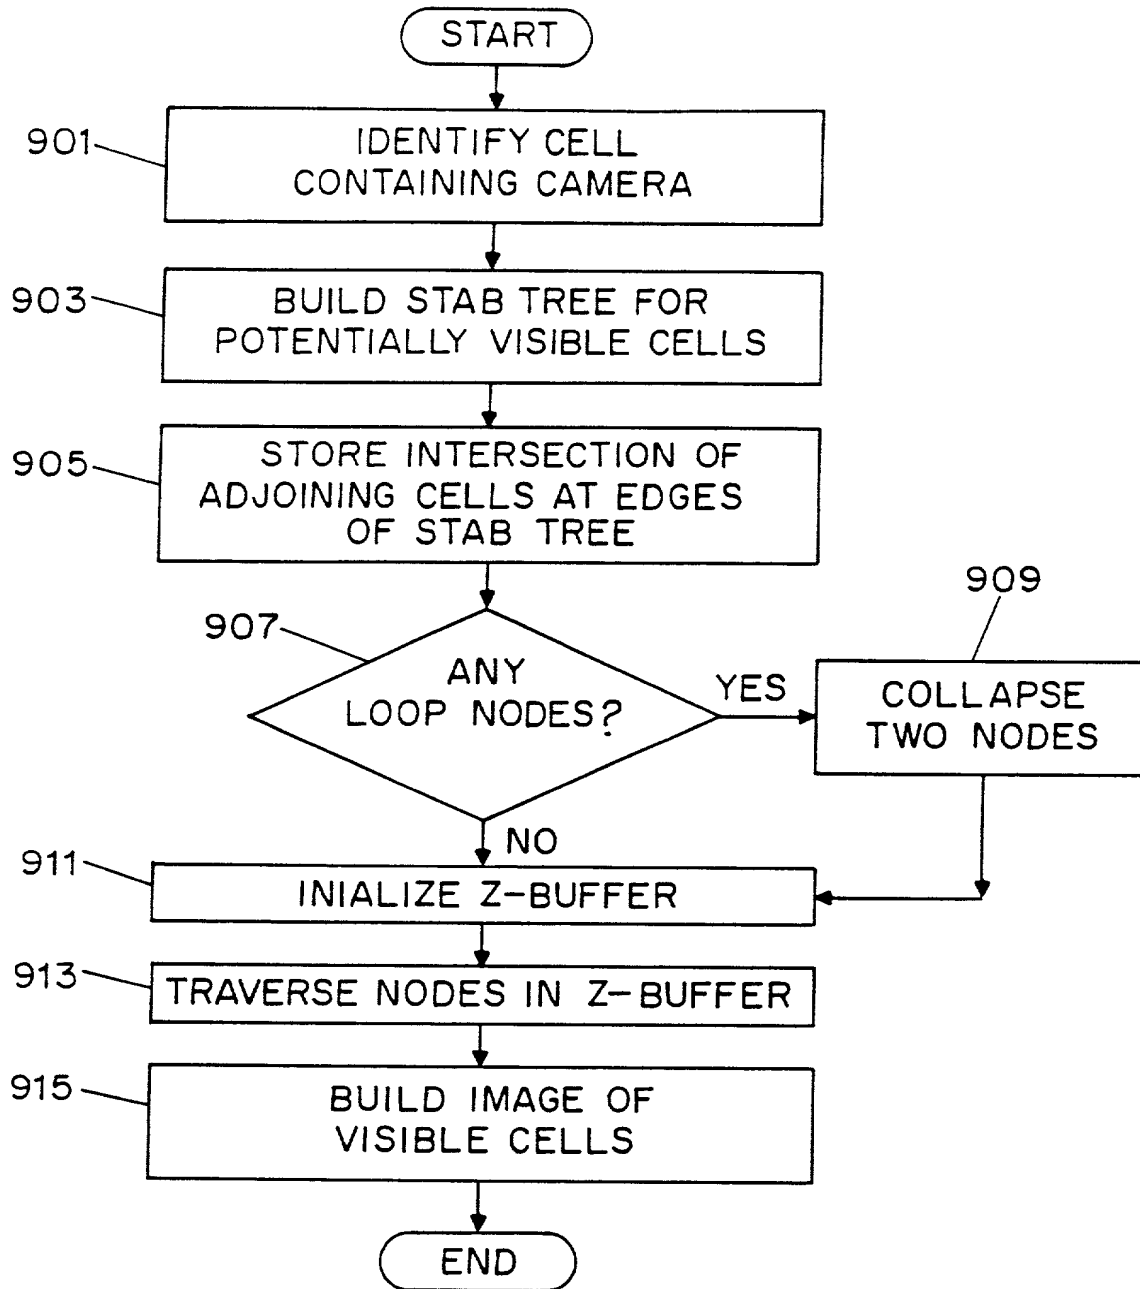 START
901
IDENTIFY CELL
CONTAINING CAMERA
903
BUILD STAB TREE FOR
POTENTIALLY VISIBLE CELLS
905
STORE INTERSECTION OF
ADJOINING CELLS AT EDGES
OF STAB TREE
907
ANY
LOOP NODES?
YES
909
COLLAPSE
TWO NODES
NO
911
INIALIZE Z-BUFFER
913
TRAVERSE NODES IN Z-BUFFER
915
BUILD IMAGE OF
VISIBLE CELLS
END